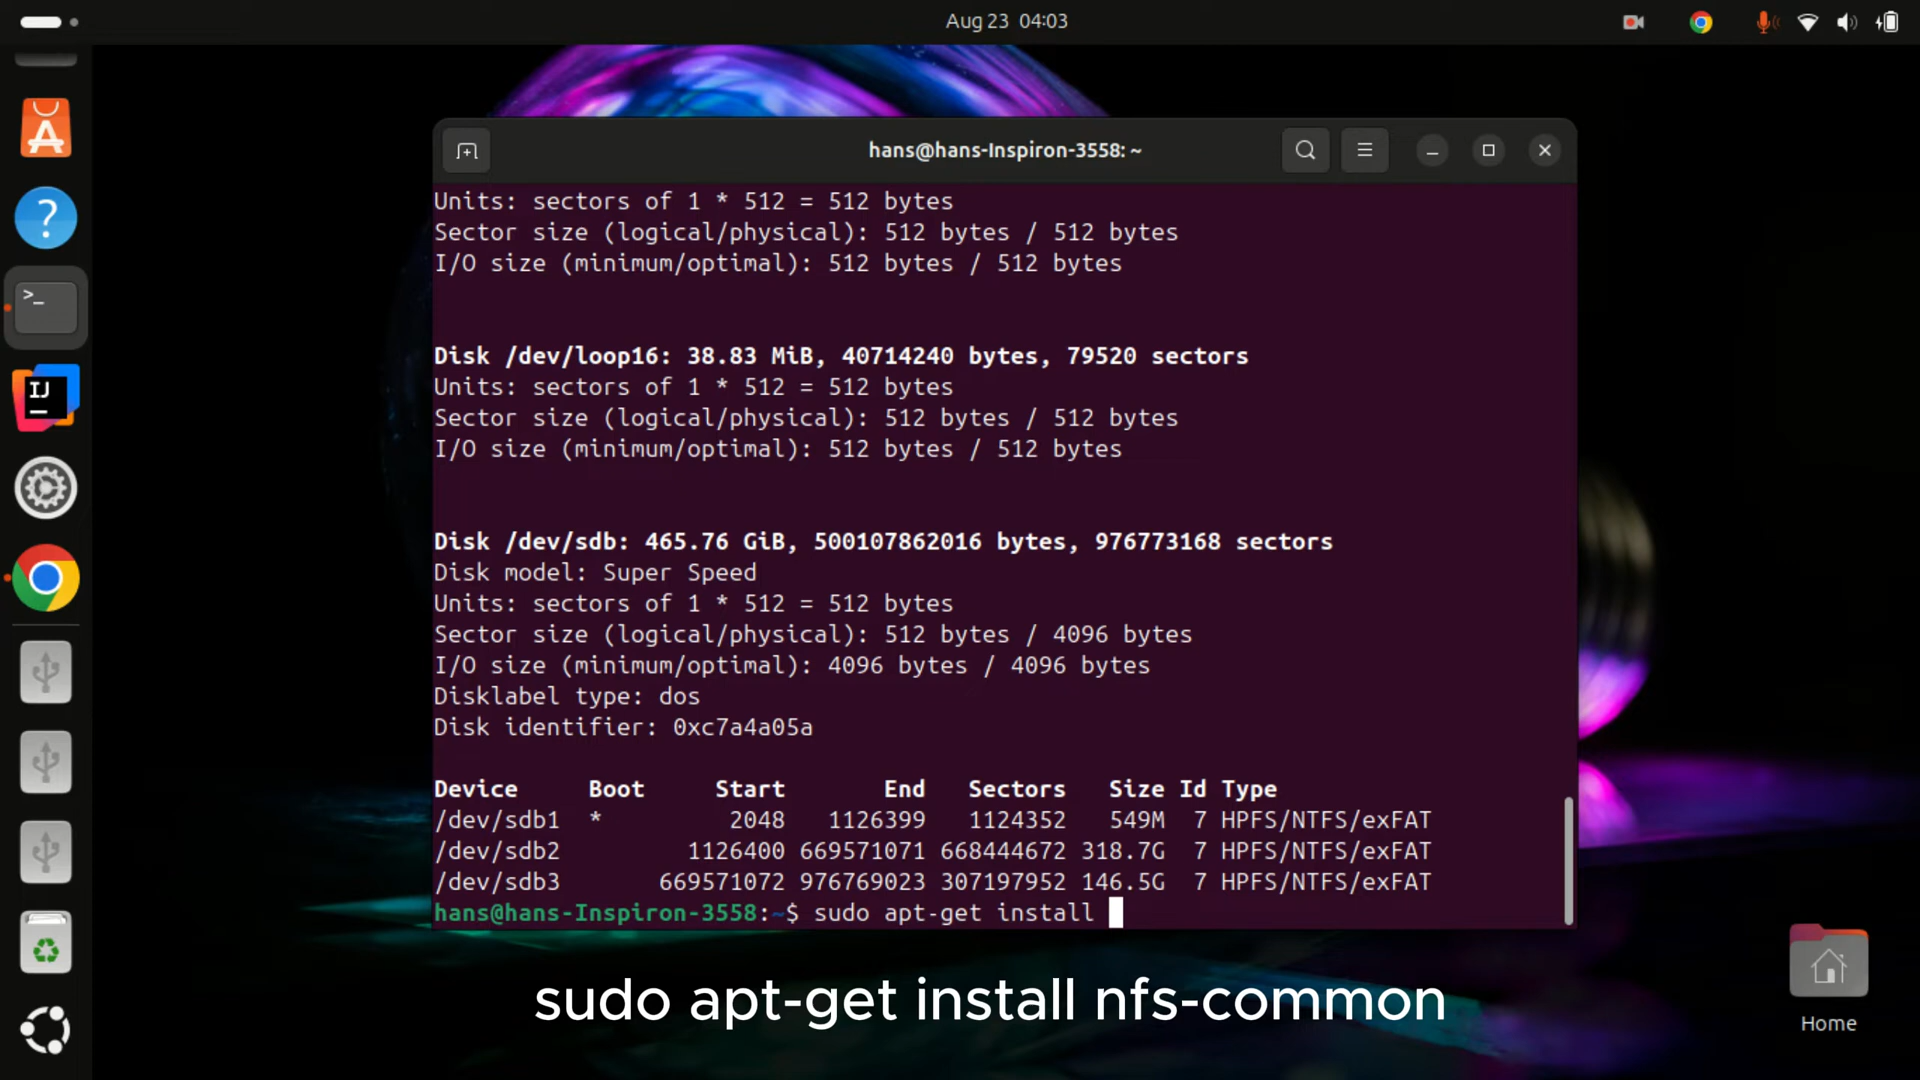 Aug 23 04:03
hans@hans-Inspiron-3558: ~
Units: sectors of 1 * 512 = 512 bytes
Sector size (logical/physical): 512 bytes / 512 bytes
I/O size (minimum/optimal): 512 bytes / 512 bytes
Disk /dev/loop16: 38.83 MiB, 40714240 bytes, 79520 sectors
Units: sectors of 1 * 512 = 512 bytes
Sector size (logical/physical): 512 bytes / 512 bytes
I/O size (minimum/optimal): 512 bytes / 512 bytes
Disk /dev/sdb: 465.76 GiB, 500107862016 bytes, 976773168 sectors
Disk model: Super Speed
Units: sectors of 1 * 512 = 512 bytes
Sector size (logical/physical): 512 bytes / 4096 bytes
I/O size (minimum/optimal): 4096 bytes / 4096 bytes
Disklabel type: dos
Disk identifier: 0xc7a4a05a
Device Boot Start End Sectors Size Id Type
/dev/sdb1 * 2048 1126399 1124352 549M 7 HPFS/NTFS/exFAT
/dev/sdb2 1126400 669571071 668444672 318.7G 7 HPFS/NTFS/exFAT
/dev/sdb3 669571072 976769023 307197952 146.5G 7 HPFS/NTFS/exFAT
hans@hans-Inspiron-3558:~$ sudo apt-get install
sudo apt-get install nfs-common
IJ
Home